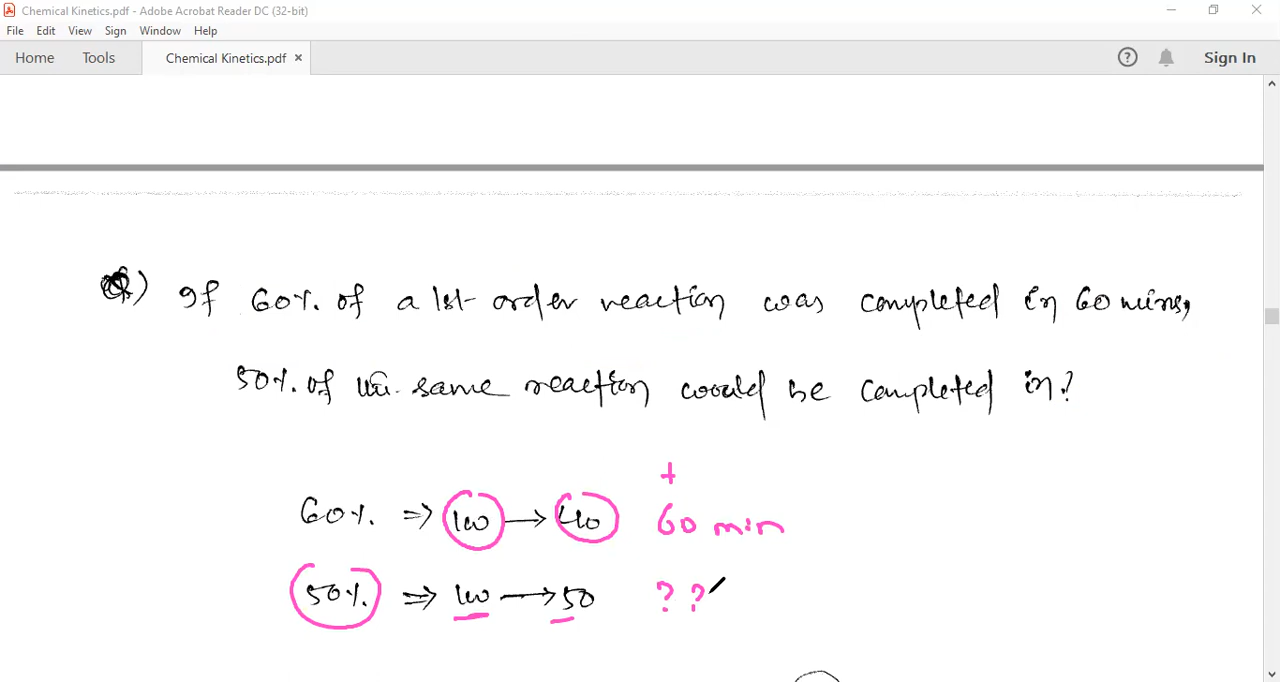 Chemical Kinetics.pdf - Adobe Acrobat Reader DC (32-bit)
File Edit View Sign Window Help
Home Tools Chemical Kinetics.pdf × ? Sign In
Q) If 60% of a 1st order reaction was completed in 60 mins,
50% of the same reaction would be completed in?
t
60% ⇒ 100 → 40 60 min
50% ⇒ 100 → 50 ? ?